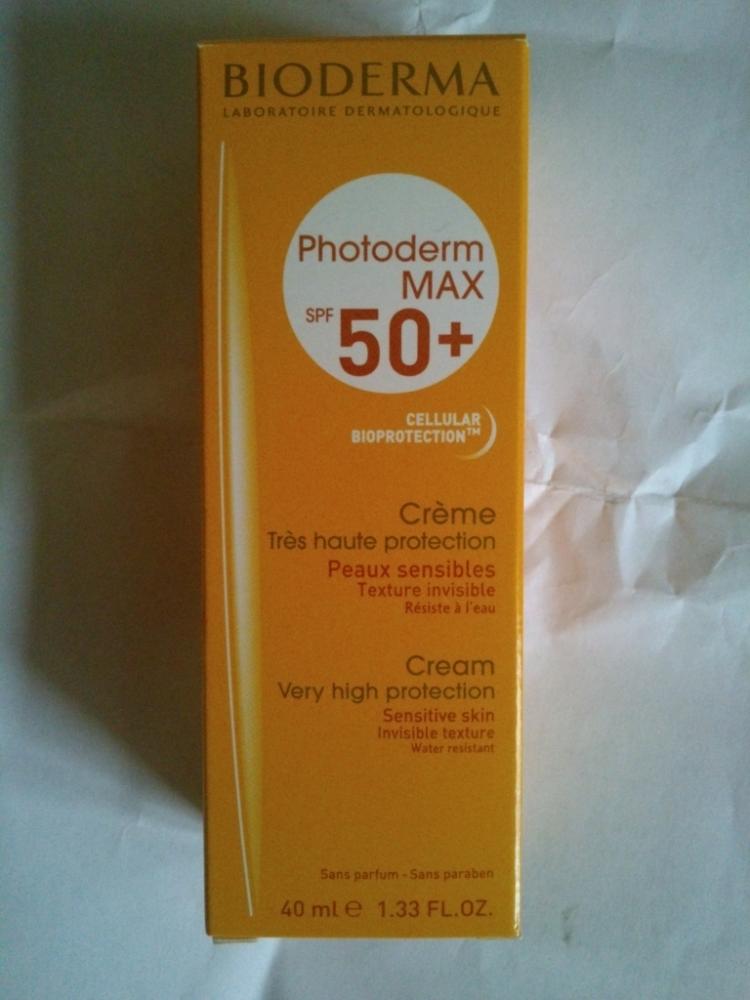 BIODERMA
LABORATOIRE DERMATOLOGIQUE
Photoderm
MAX
SPF 50+
CELLULAR
BIOPROTECTION™
Crème
Très haute protection
Peaux sensibles
Texture invisible
Résiste à l'eau
Cream
Very high protection
Sensitive skin
Invisible texture
Water resistant
Sans parfum - Sans paraben
40 ml ℮ 1.33 FL.OZ.